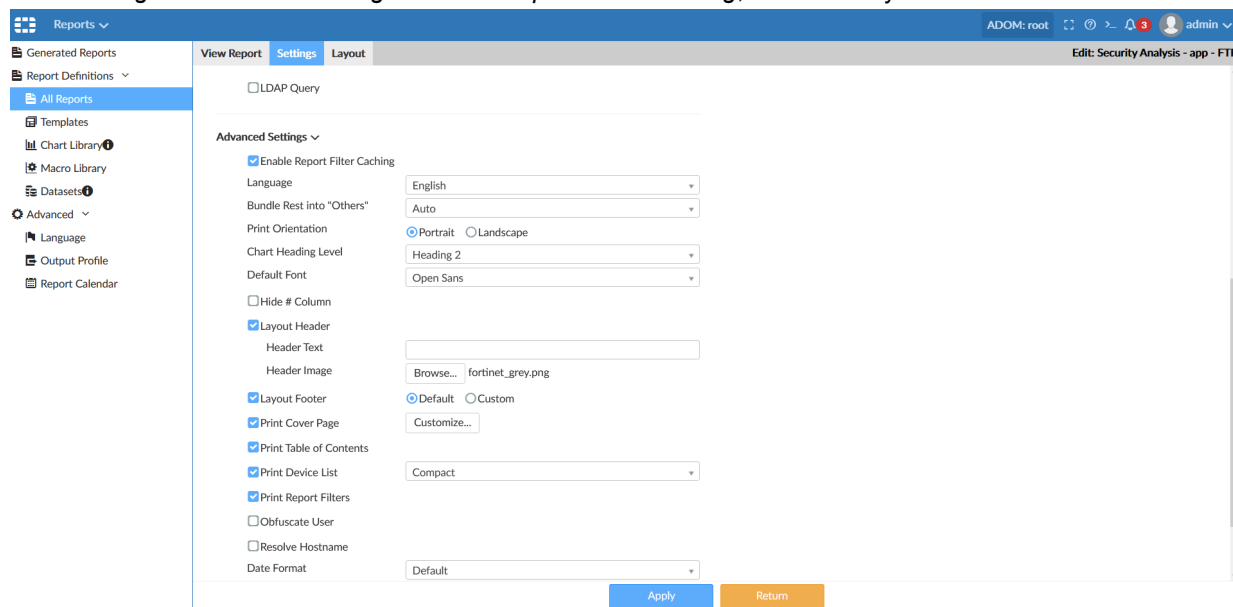 Reports
ADOM: root
3
admin
Generated Reports
Report Definitions
All Reports
Templates
Chart Library
Macro Library
Datasets
Advanced
Language
Output Profile
Report Calendar
View Report Settings Layout
Edit: Security Analysis - app - FT
LDAP Query
Advanced Settings
Enable Report Filter Caching
Language English
Bundle Rest into "Others" Auto
Print Orientation Portrait Landscape
Chart Heading Level Heading 2
Default Font Open Sans
Hide # Column
Layout Header
Header Text
Header Image Browse... fortinet_grey.png
Layout Footer Default Custom
Print Cover Page Customize...
Print Table of Contents
Print Device List Compact
Print Report Filters
Obfuscate User
Resolve Hostname
Date Format Default
Apply Return